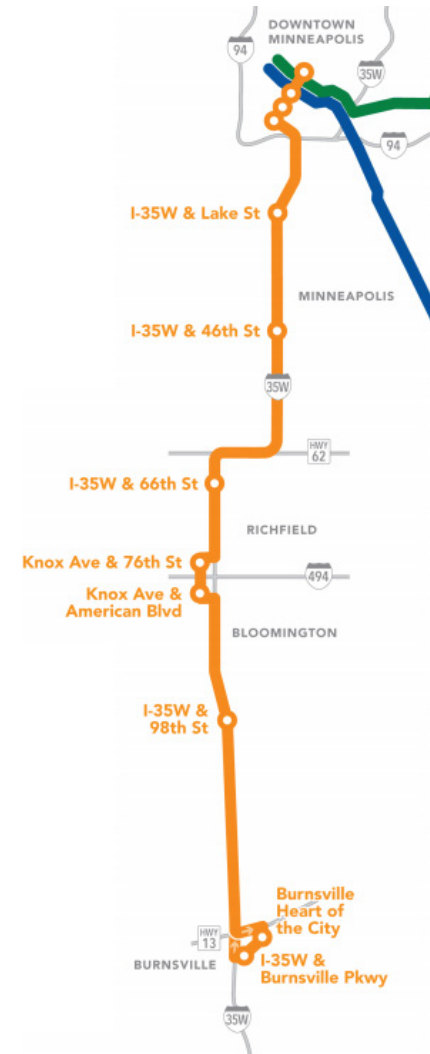 DOWNTOWN
MINNEAPOLIS
94
35W
94
I-35W & Lake St
MINNEAPOLIS
I-35W & 46th St
35W
HWY
62
I-35W & 66th St
RICHFIELD
Knox Ave & 76th St
494
Knox Ave &
American Blvd
BLOOMINGTON
I-35W &
98th St
Burnsville
Heart of
the City
HWY
13
BURNSVILLE
I-35W &
Burnsville Pkwy
35W